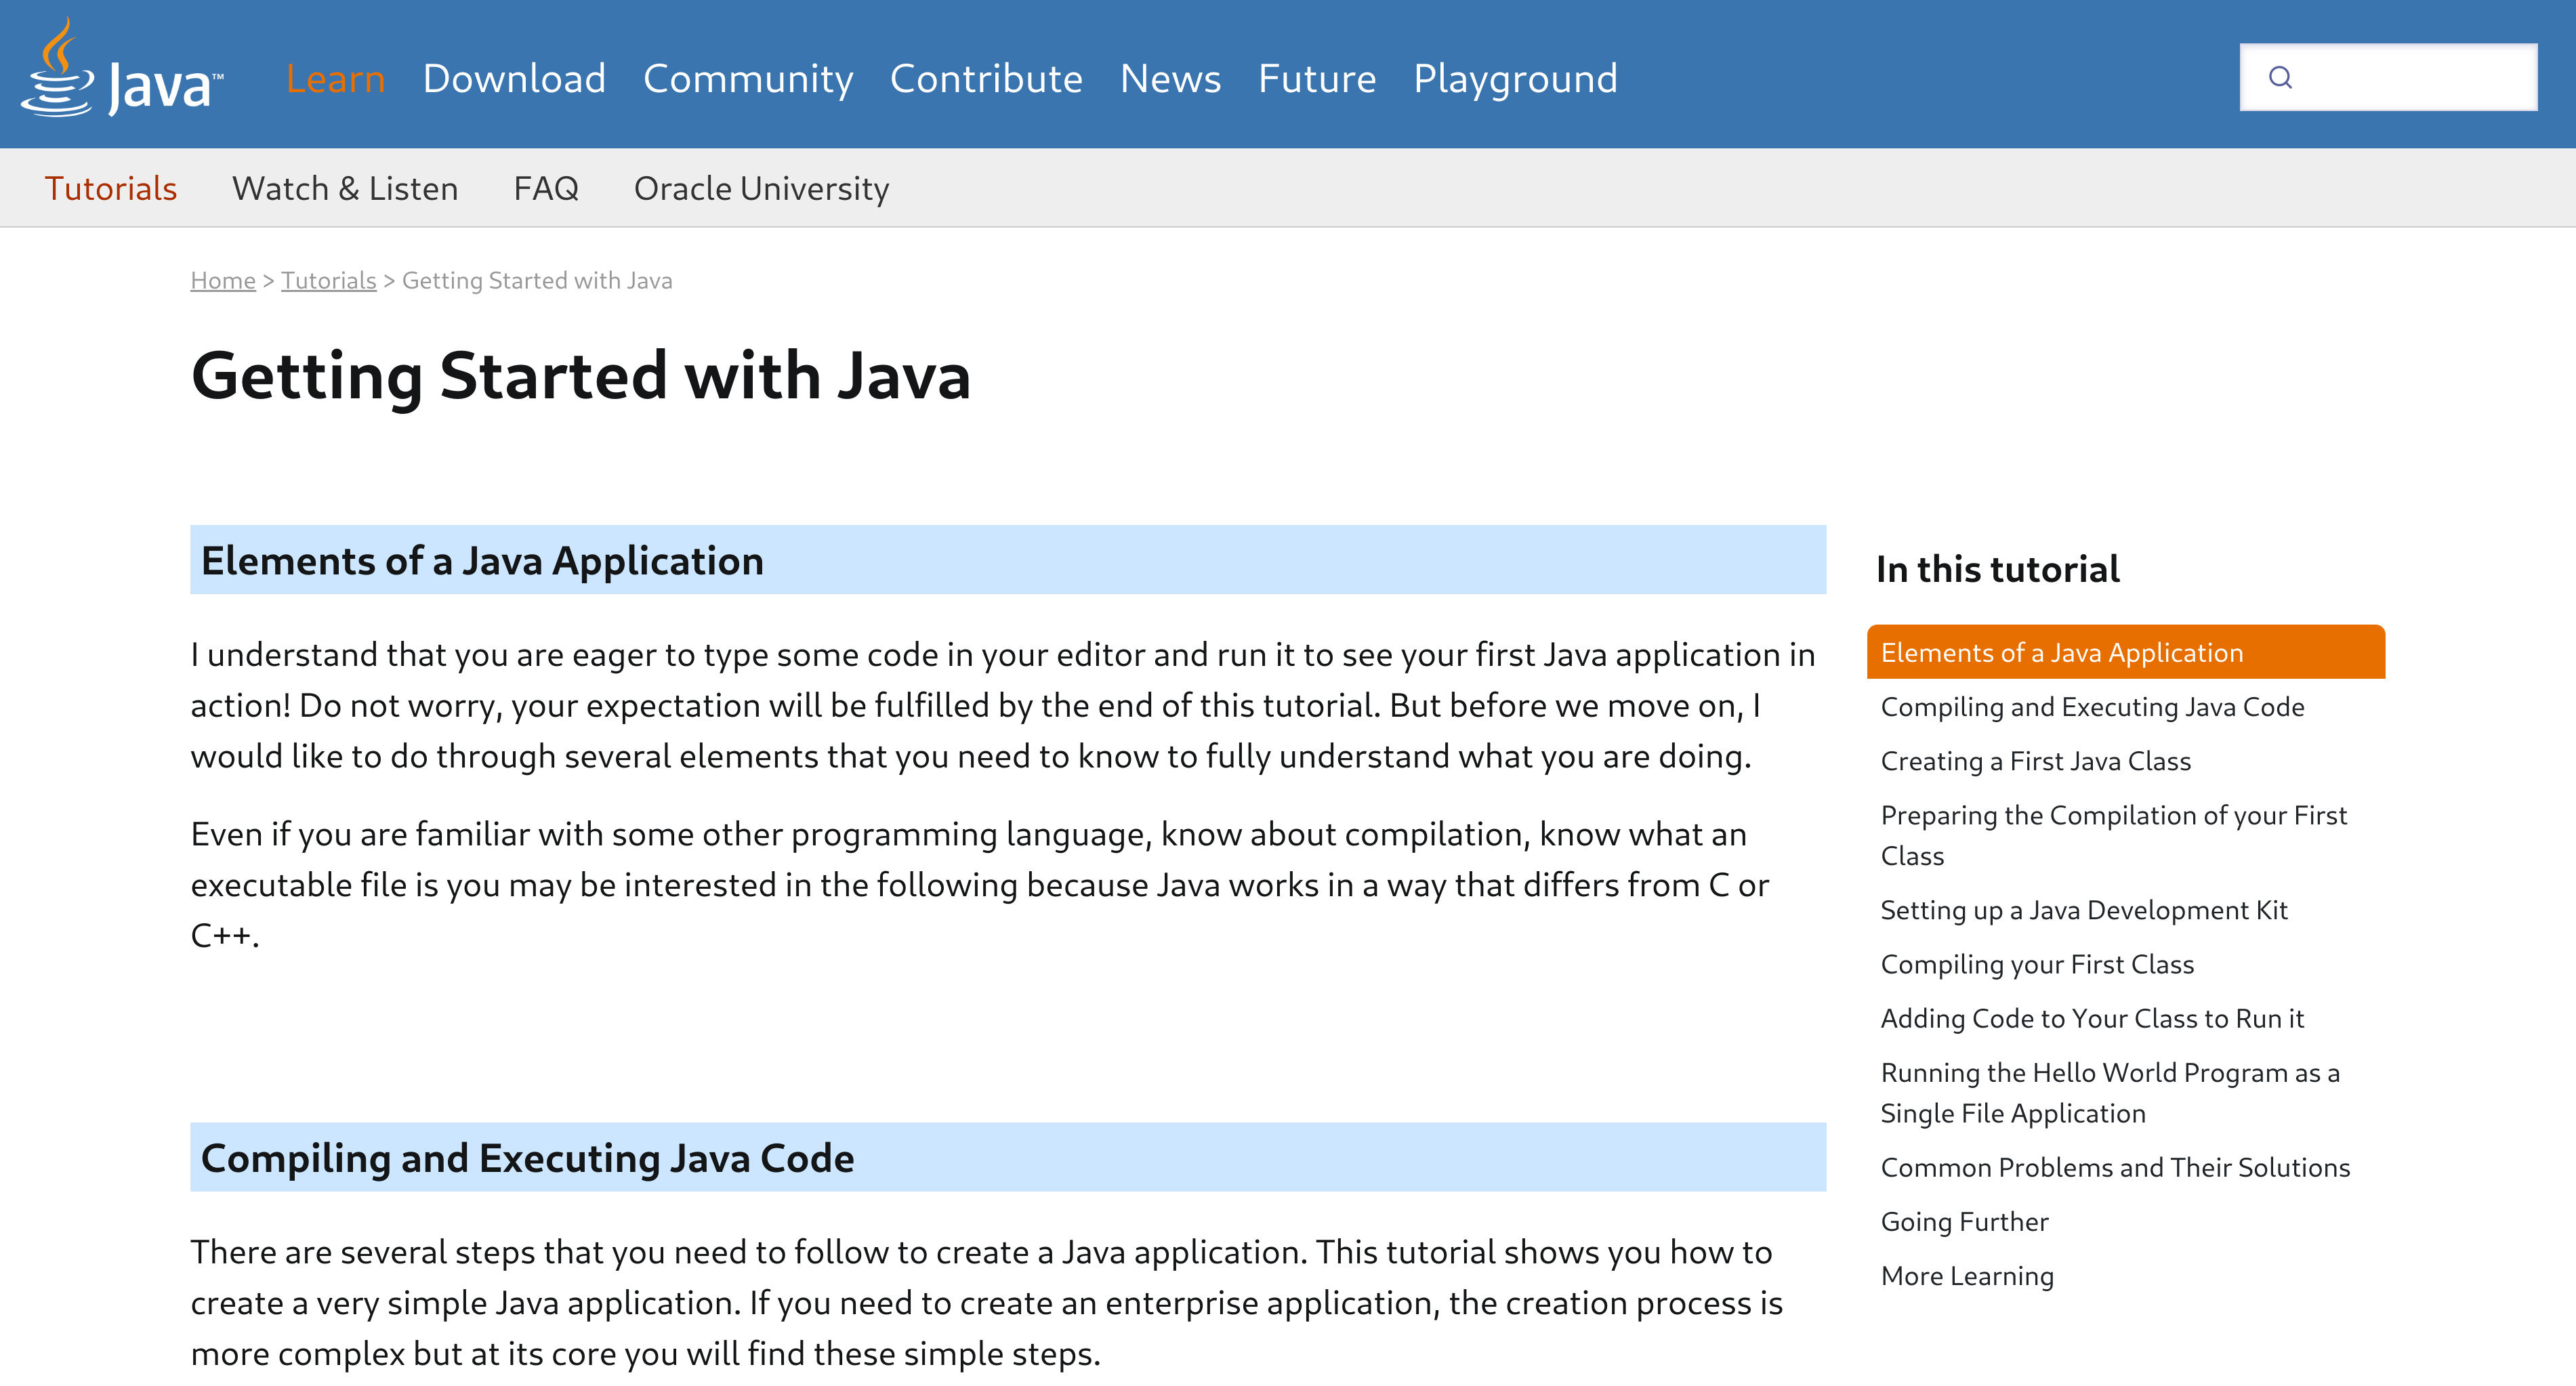 Java™
Learn Download Community Contribute News Future Playground
Tutorials Watch & Listen FAQ Oracle University
Home > Tutorials > Getting Started with Java
Getting Started with Java
Elements of a Java Application
I understand that you are eager to type some code in your editor and run it to see your first Java application in
action! Do not worry, your expectation will be fulfilled by the end of this tutorial. But before we move on, I
would like to do through several elements that you need to know to fully understand what you are doing.
Even if you are familiar with some other programming language, know about compilation, know what an
executable file is you may be interested in the following because Java works in a way that differs from C or
C++.
Compiling and Executing Java Code
There are several steps that you need to follow to create a Java application. This tutorial shows you how to
create a very simple Java application. If you need to create an enterprise application, the creation process is
more complex but at its core you will find these simple steps.
In this tutorial
Elements of a Java Application
Compiling and Executing Java Code
Creating a First Java Class
Preparing the Compilation of your First
Class
Setting up a Java Development Kit
Compiling your First Class
Adding Code to Your Class to Run it
Running the Hello World Program as a
Single File Application
Common Problems and Their Solutions
Going Further
More Learning